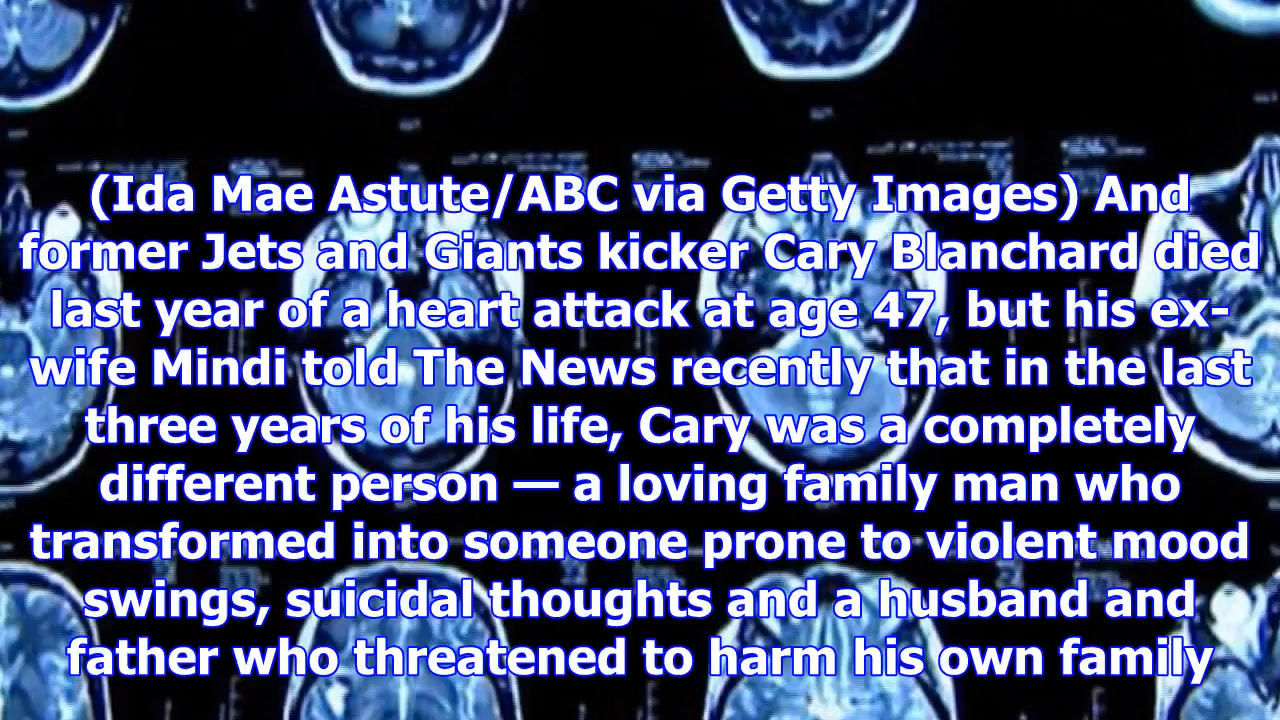 (Ida Mae Astute/ABC via Getty Images) And
former Jets and Giants kicker Cary Blanchard died
last year of a heart attack at age 47, but his ex-
wife Mindi told The News recently that in the last
three years of his life, Cary was a completely
different person — a loving family man who
transformed into someone prone to violent mood
swings, suicidal thoughts and a husband and
father who threatened to harm his own family